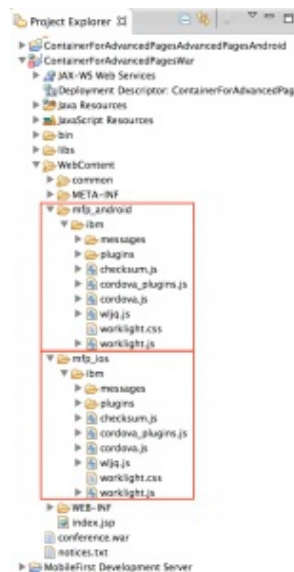 Project Explorer
ContainerForAdvancedPagesAdvancedPagesAndroid
ContainerForAdvancedPagesWar
JAX-WS Web Services
Deployment Descriptor: ContainerForAdvancedPag
Java Resources
JavaScript Resources
bin
libs
WebContent
common
META-INF
mfp_android
ibm
messages
plugins
checksum.js
cordova_plugins.js
cordova.js
wljq.js
worklight.css
worklight.js
mfp_ios
ibm
messages
plugins
checksum.js
cordova_plugins.js
cordova.js
wljq.js
worklight.css
worklight.js
WEB-INF
index.jsp
conference.war
notices.txt
MobileFirst Development Server